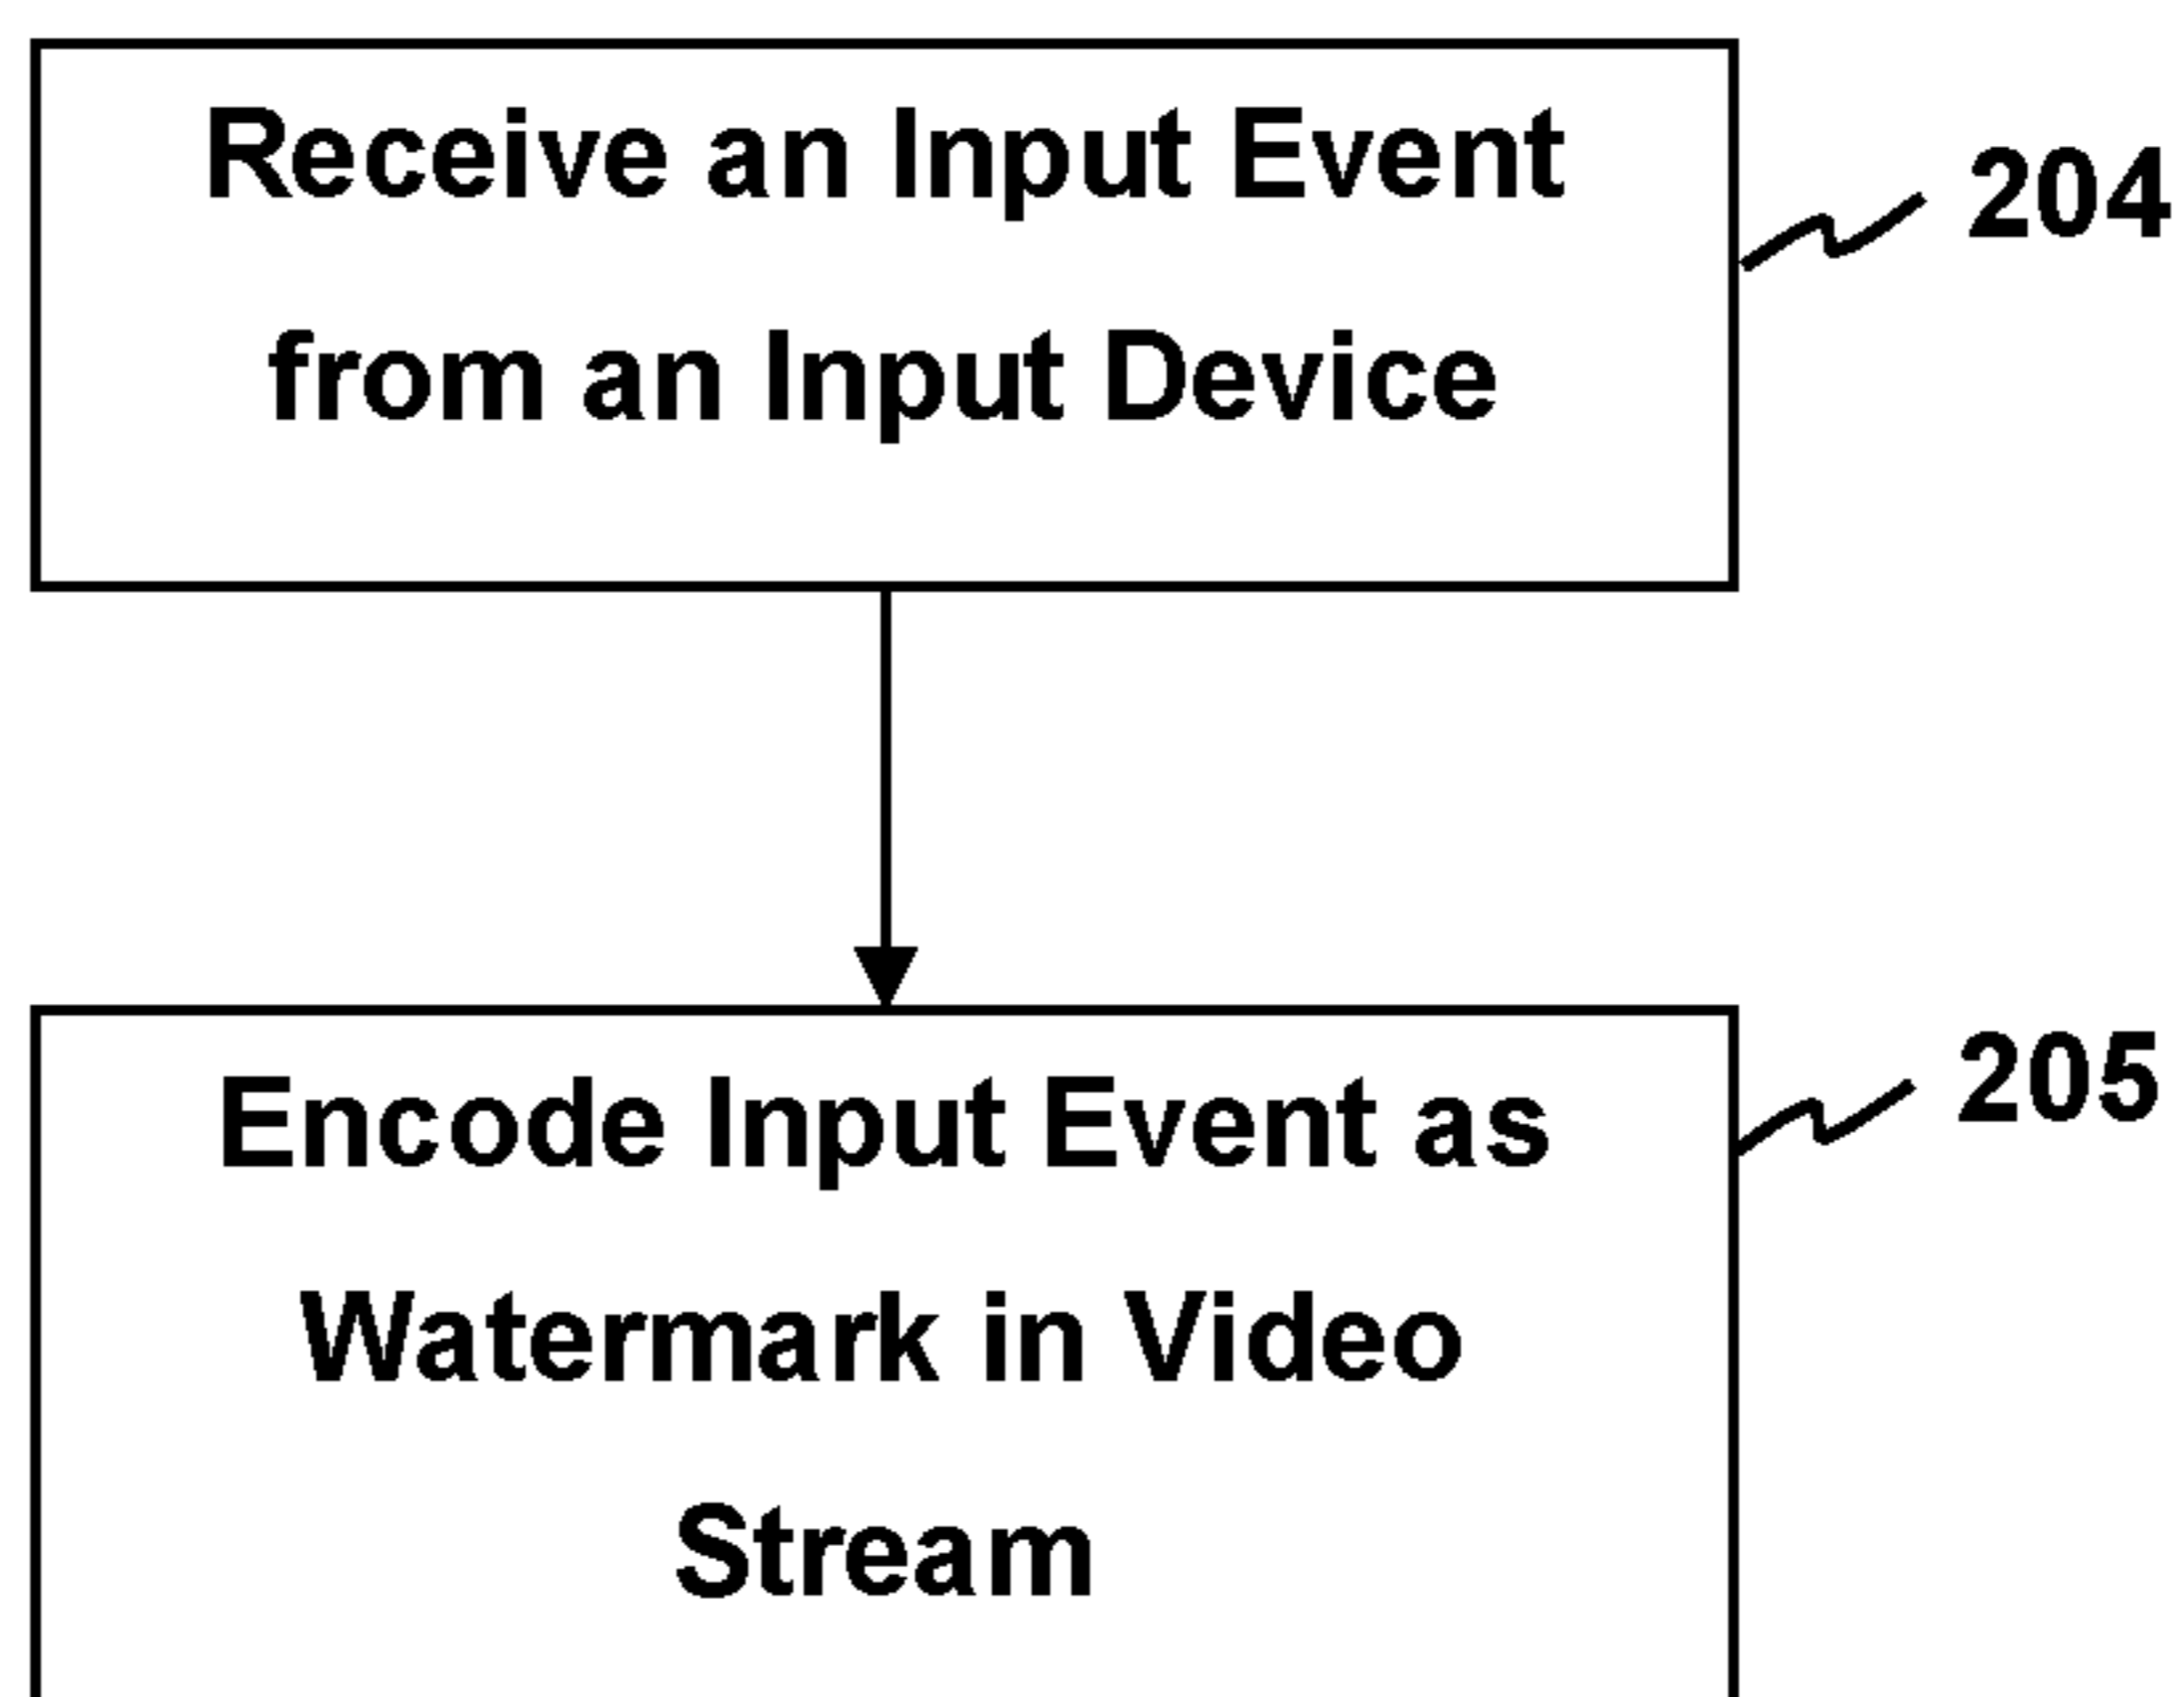 Receive an Input Event
from an Input Device
204
Encode Input Event as
Watermark in Video
Stream
205